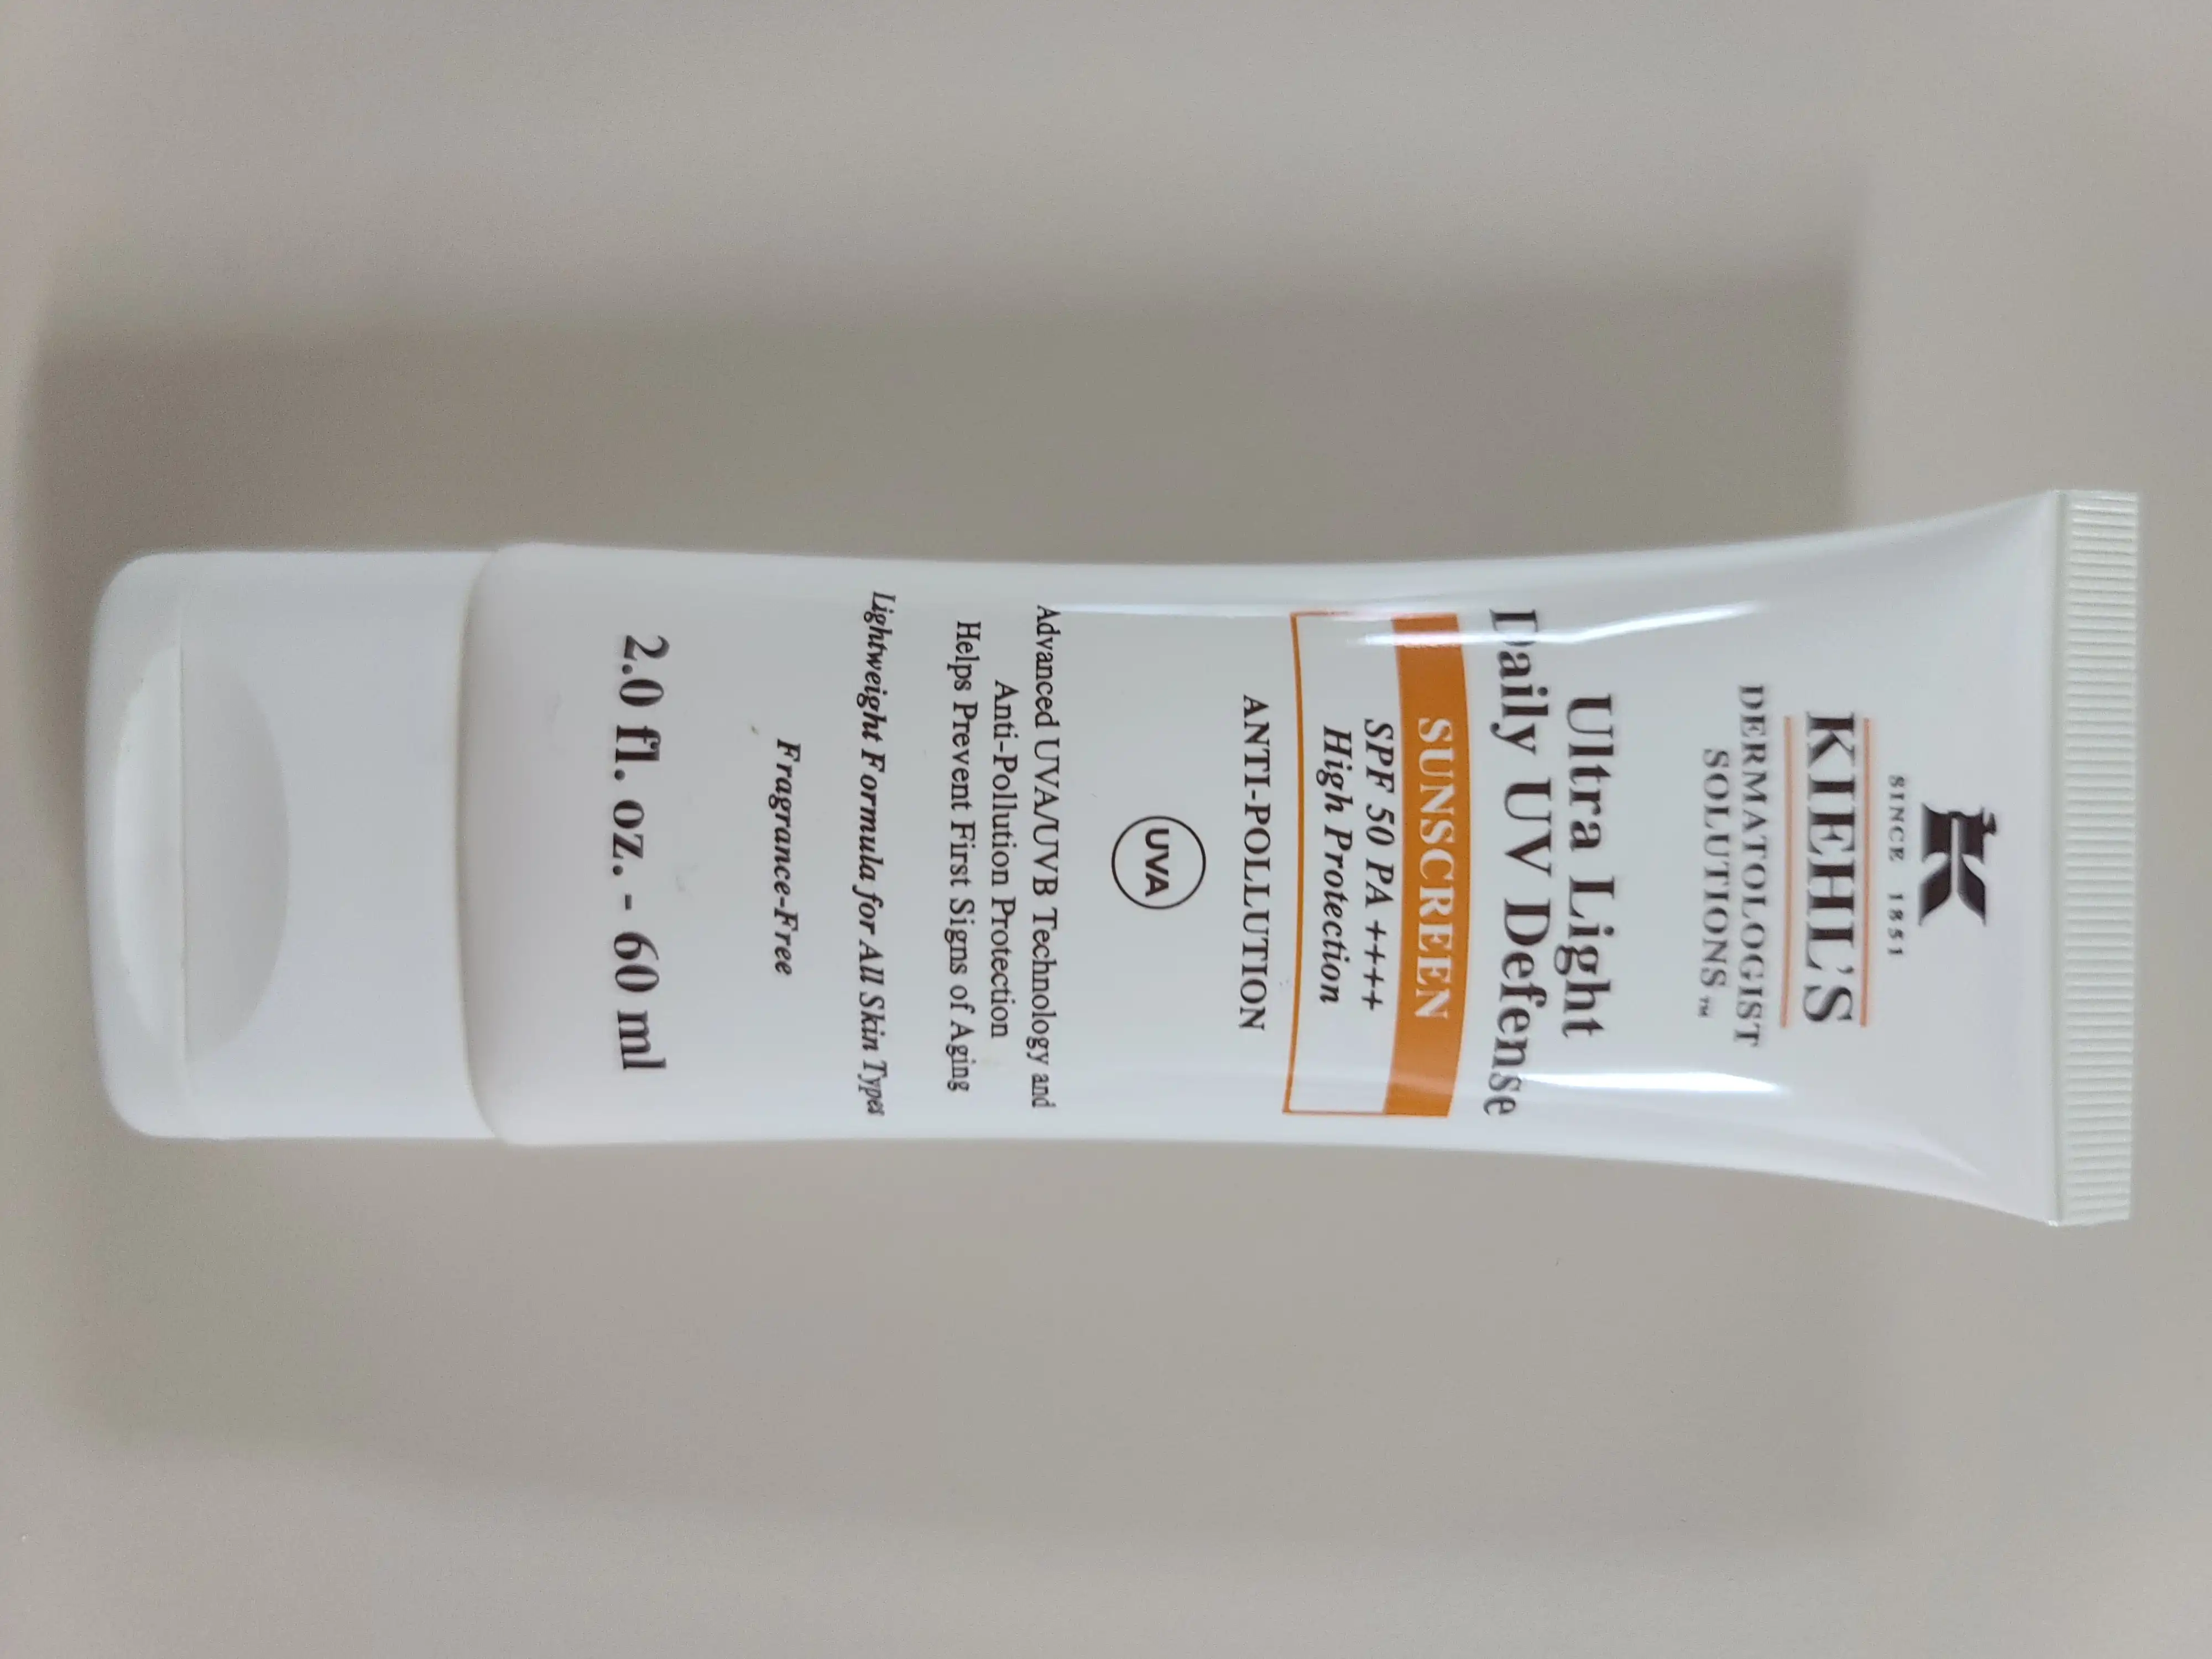 K
SINCE 1851
KIEHL'S
DERMATOLOGIST
SOLUTIONS™
Ultra Light
Daily UV Defense
SUNSCREEN
SPF 50 PA ++++
High Protection
ANTI-POLLUTION
UVA
Advanced UVA/UVB Technology and
Anti-Pollution Protection
Helps Prevent First Signs of Aging
Lightweight Formula for All Skin Types
Fragrance-Free
2.0 fl. oz. - 60 ml